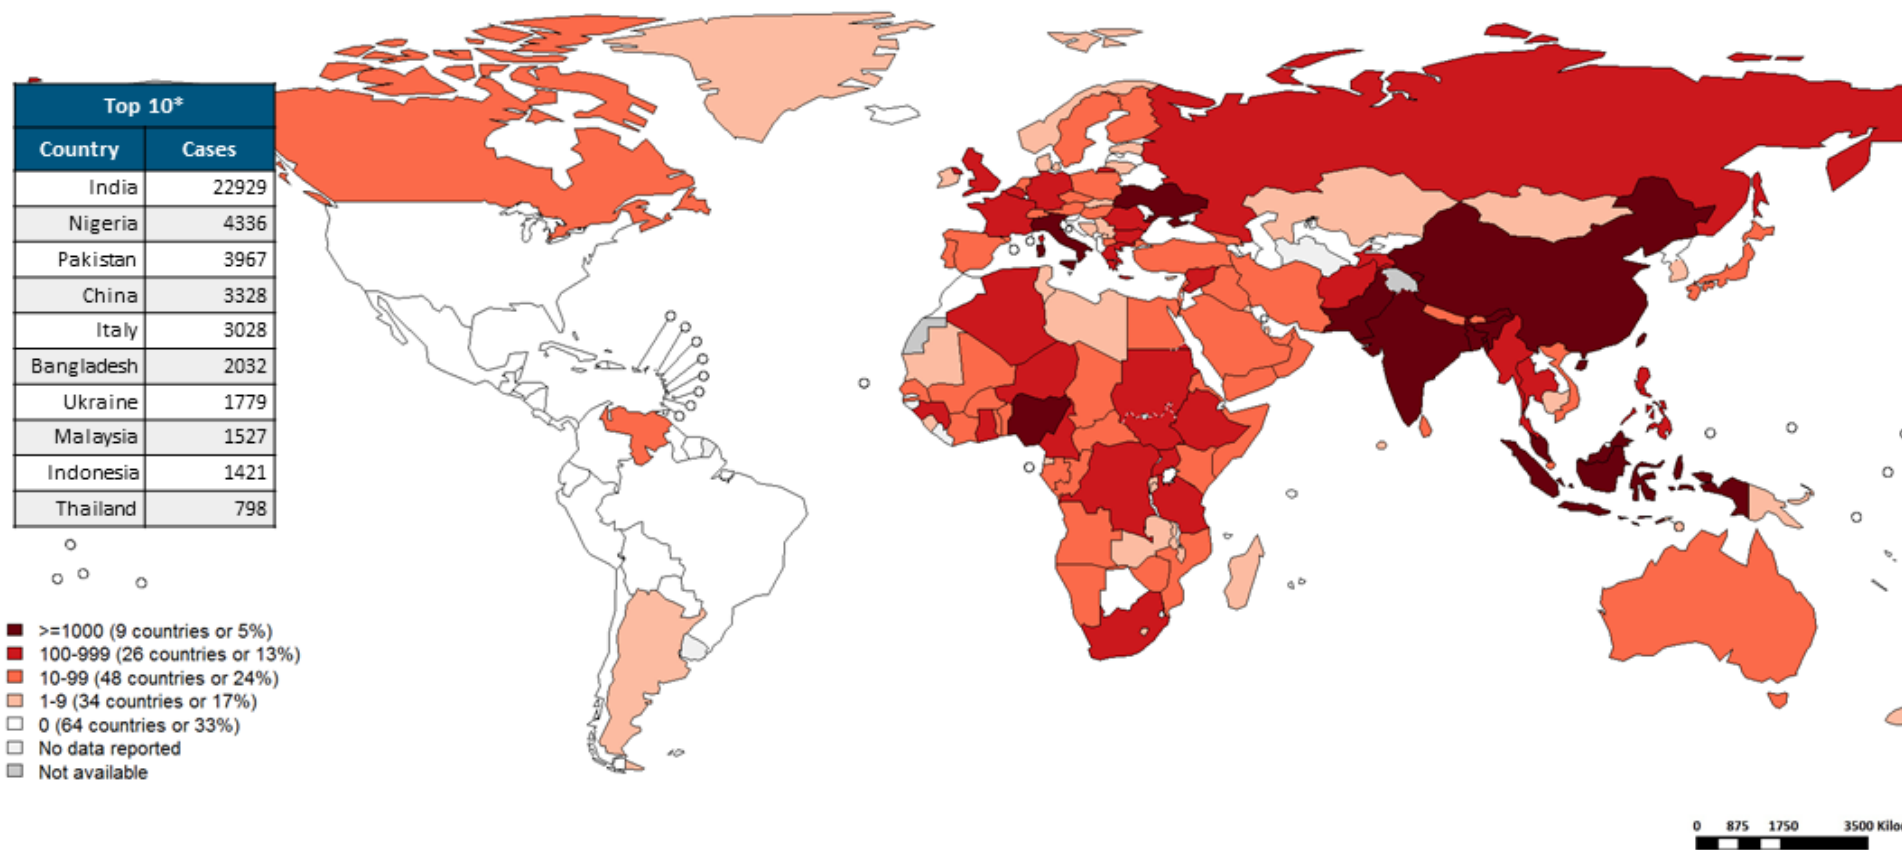 Top 10*
Country Cases
India 22929
Nigeria 4336
Pakistan 3967
China 3328
Italy 3028
Bangladesh 2032
Ukraine 1779
Malaysia 1527
Indonesia 1421
Thailand 798
>=1000 (9 countries or 5%)
100-999 (26 countries or 13%)
10-99 (48 countries or 24%)
1-9 (34 countries or 17%)
0 (64 countries or 33%)
No data reported
Not available
0 875 1750 3500 Kilo